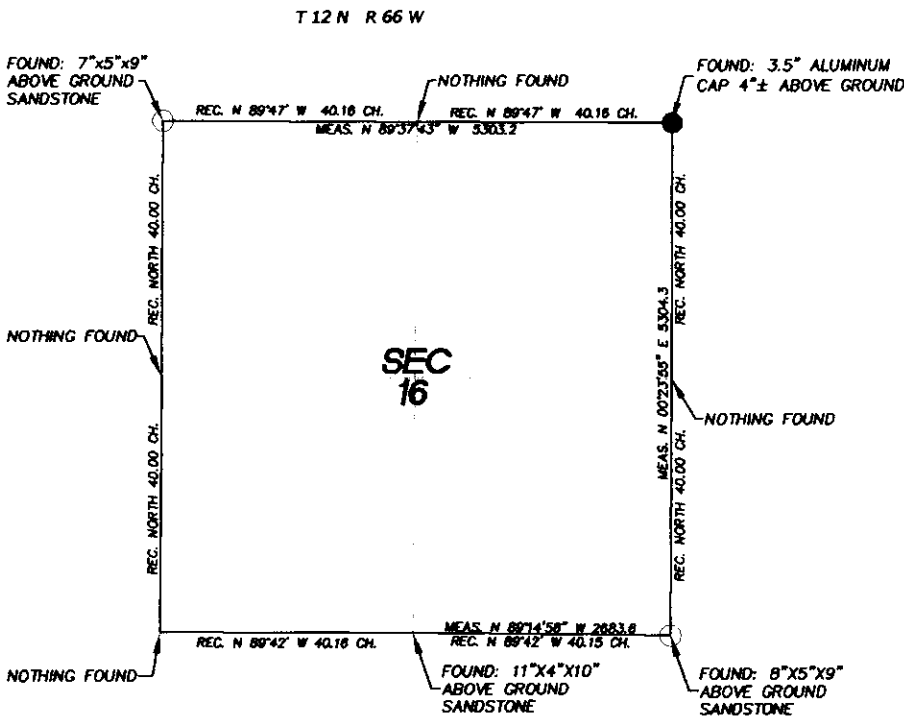 T 12 N R 66 W
FOUND: 7"x5"x9"
ABOVE GROUND
SANDSTONE
NOTHING FOUND
FOUND: 3.5" ALUMINUM
CAP 4"± ABOVE GROUND
REC. N 89°47' W 40.16 CH.
REC. N 89°47' W 40.16 CH.
MEAS. N 89°37'43" W 5303.2
REC. NORTH 40.00 CH.
REC. NORTH 40.00 CH.
MEAS. N 00°23'55" E 5304.3
NOTHING FOUND
SEC
16
NOTHING FOUND
REC. NORTH 40.00 CH.
REC. NORTH 40.00 CH.
MEAS. N 89°14'58" W 2683.6
REC. N 89°42' W 40.16 CH.
REC. N 89°42' W 40.15 CH.
NOTHING FOUND
FOUND: 11"X4"X10"
ABOVE GROUND
SANDSTONE
FOUND: 8"X5"X9"
ABOVE GROUND
SANDSTONE